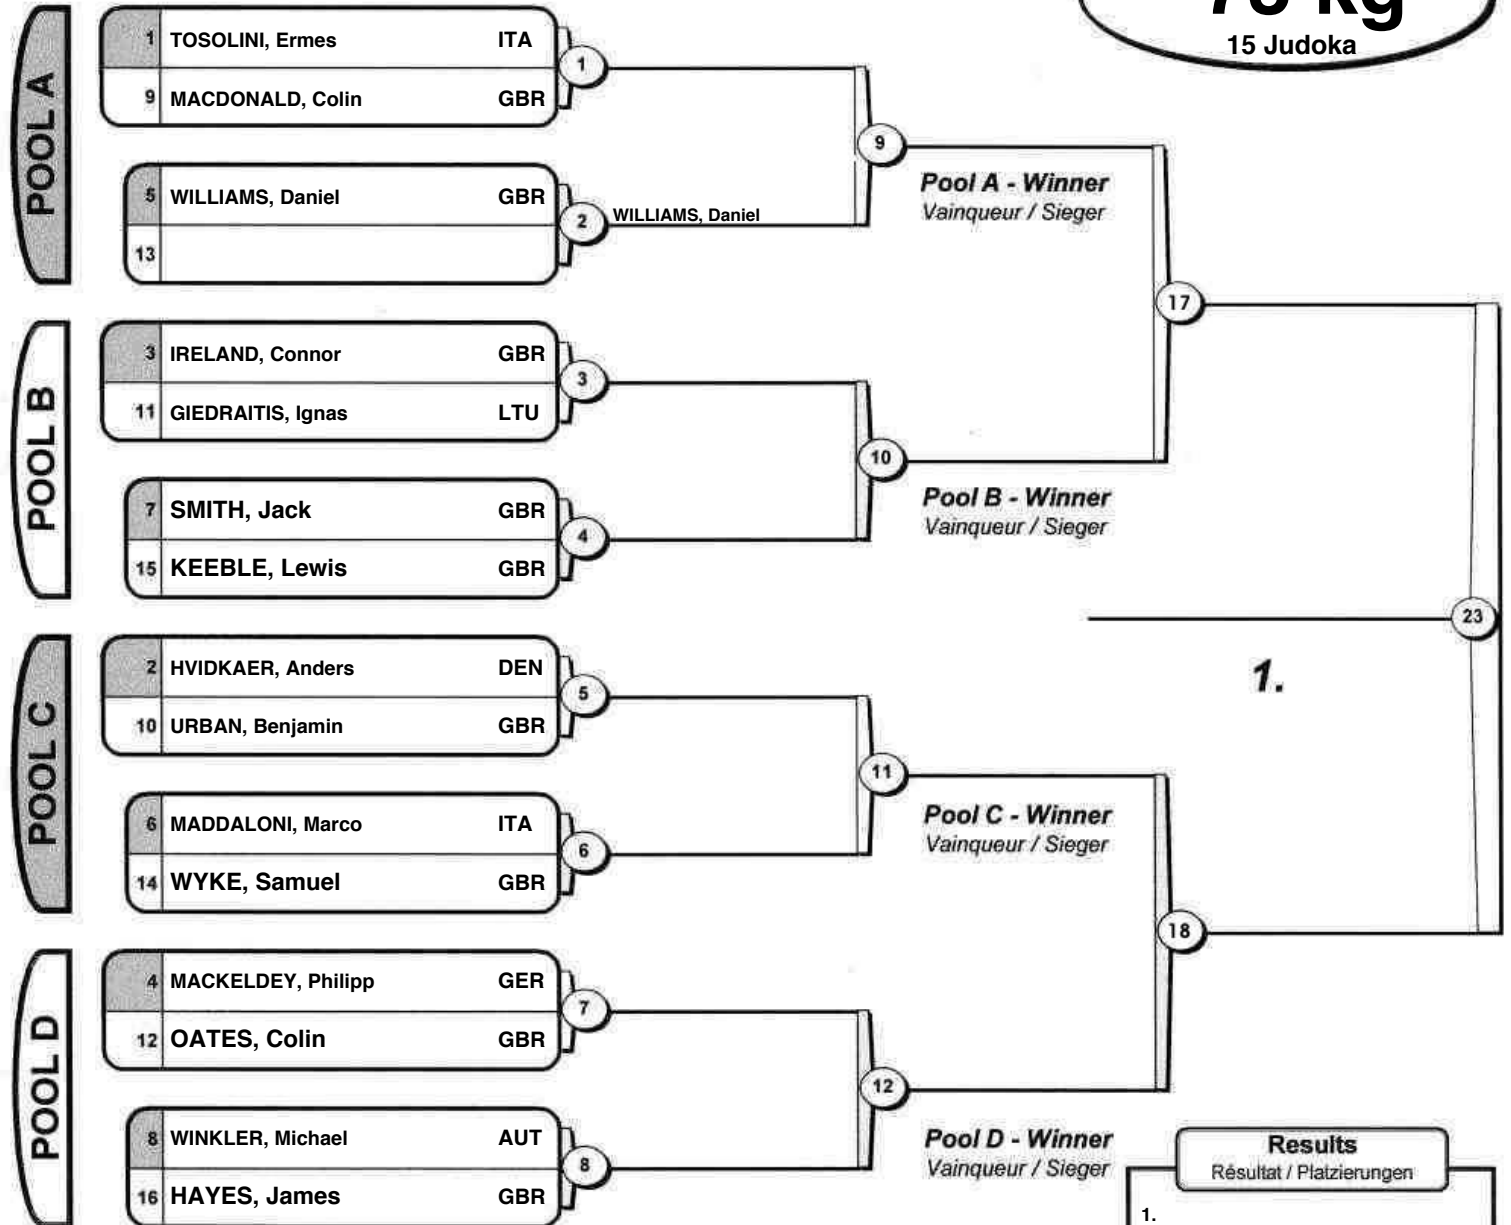 73 kg
15 Judoka
POOL A
1 TOSOLINI, Ermes ITA
1
9 MACDONALD, Colin GBR
9
Pool A - Winner
Vainqueur / Sieger
5 WILLIAMS, Daniel GBR
2 WILLIAMS, Daniel
13
17
POOL B
3 IRELAND, Connor GBR
3
11 GIEDRAITIS, Ignas LTU
10
Pool B - Winner
Vainqueur / Sieger
7 SMITH, Jack GBR
4
15 KEEBLE, Lewis GBR
23
1.
POOL C
2 HVIDKAER, Anders DEN
5
10 URBAN, Benjamin GBR
11
Pool C - Winner
Vainqueur / Sieger
6 MADDALONI, Marco ITA
6
14 WYKE, Samuel GBR
18
POOL D
4 MACKELDEY, Philipp GER
7
12 OATES, Colin GBR
12
Pool D - Winner
Vainqueur / Sieger
8 WINKLER, Michael AUT
8
16 HAYES, James GBR
Results
Résultat / Platzierungen
1.